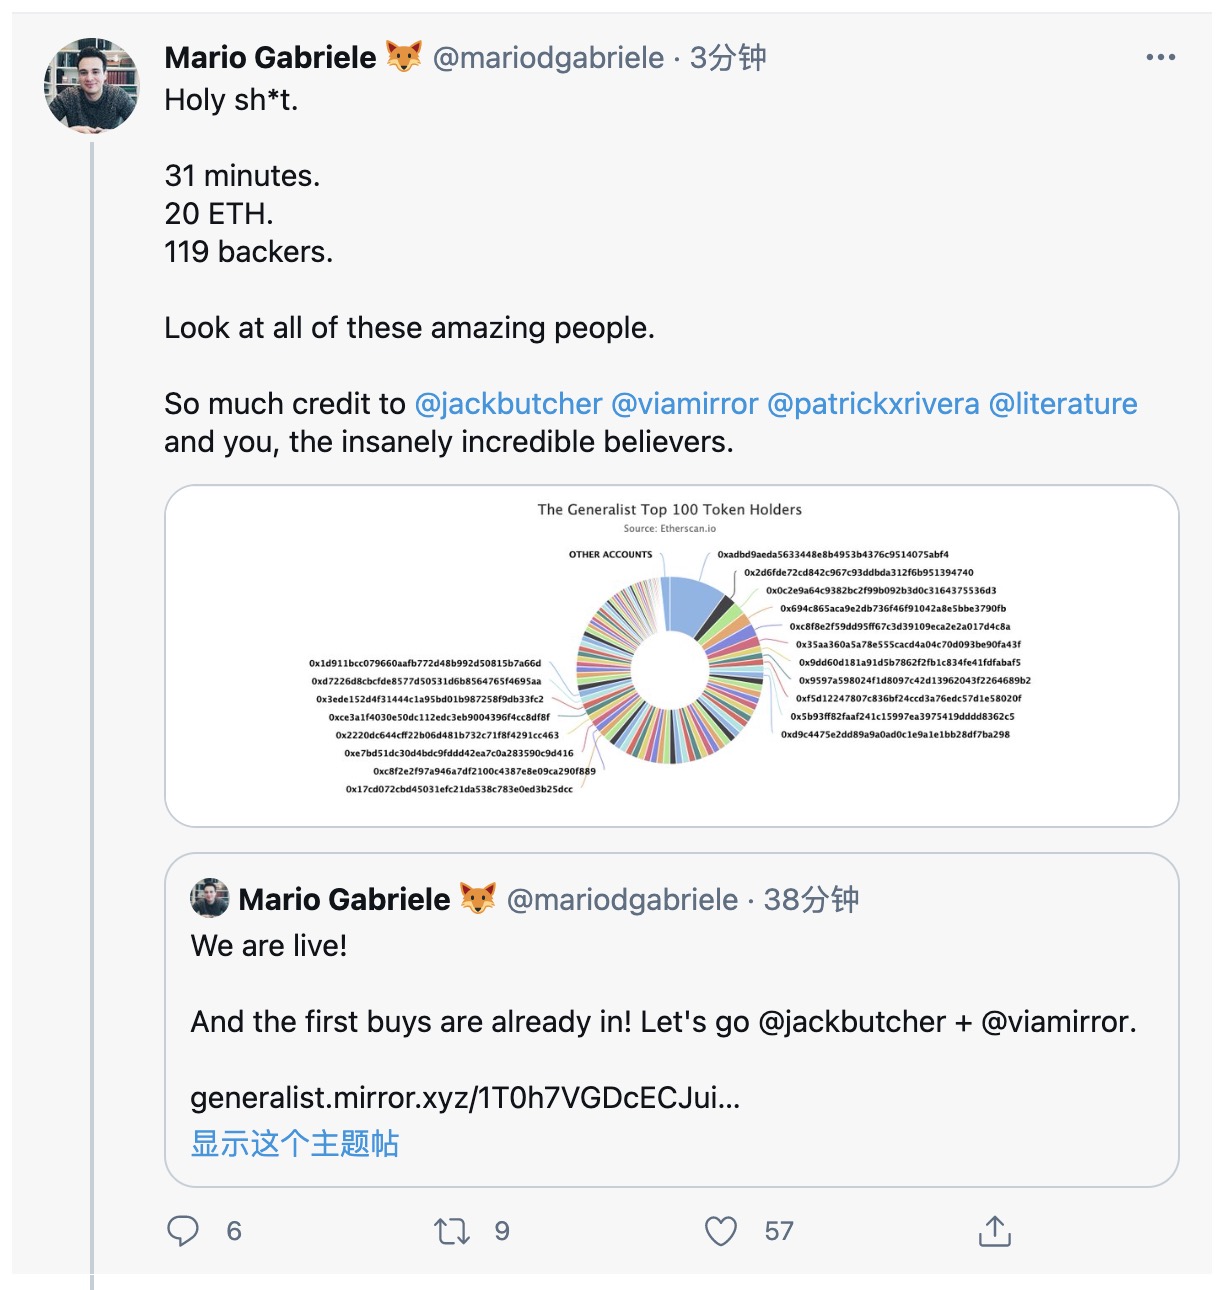 Mario Gabriele 🦊 @mariodgabriele · 3分钟
Holy sh*t.
31 minutes.
20 ETH.
119 backers.
Look at all of these amazing people.
So much credit to @jackbutcher @viamirror @patrickxrivera @literature
and you, the insanely incredible believers.
The Generalist Top 100 Token Holders
Source: Etherscan.io
OTHER ACCOUNTS
0xadbd9aeda5633448e8b4953b4376c9514075abf4
0x2d6fde72cd842c967c93ddbda312f6b951394740
0x0c2e9a64c9382bc2f99b092b3d0c3164375536d3
0x694c865aca9e2db736f46f91042a8e5bbe3790fb
0xc8f8e2f59dd95ff67c3d39109eca2e2a017d4c8a
0x35aa360a5a78e555cacd4a04c70d093be90fa43f
0x9dd60d181a91d5b7862f2fb1c834fe41fdfabaf5
0x9597a598024f1d8097c42d13962043f2264689b2
0xf5d12247807c836bf24ccd3a76edc57d1e58020f
0x5b93ff82faaf241c15997ea3975419dddd8362c5
0xd9c4475e2dd89a9a0ad0c1e9a1e1bb28df7ba298
0x1d911bcc079660aafb772d48b992d50815b7a66d
0xd7226d8cbcfde8577d50531d6b8564765f4695aa
0x3ede152d4f31444c1a95bd01b987258f9db33fc2
0xce3a1f4030e50dc112edc3eb9004396f4cc8df8f
0x2220dc644cff22b06d481b732c71f8f4291cc463
0xe7bd51dc30d4bdc9fddd42ea7c0a283590c9d416
0xc8f2e2f97a946a7df2100c4387e8e09ca290f889
0x17cd072cbd45031efc21da538c783e0ed3b25dcc
Mario Gabriele 🦊 @mariodgabriele · 38分钟
We are live!
And the first buys are already in! Let's go @jackbutcher + @viamirror.
generalist.mirror.xyz/1T0h7VGDcECJui...
显示这个主题帖
6 9 57